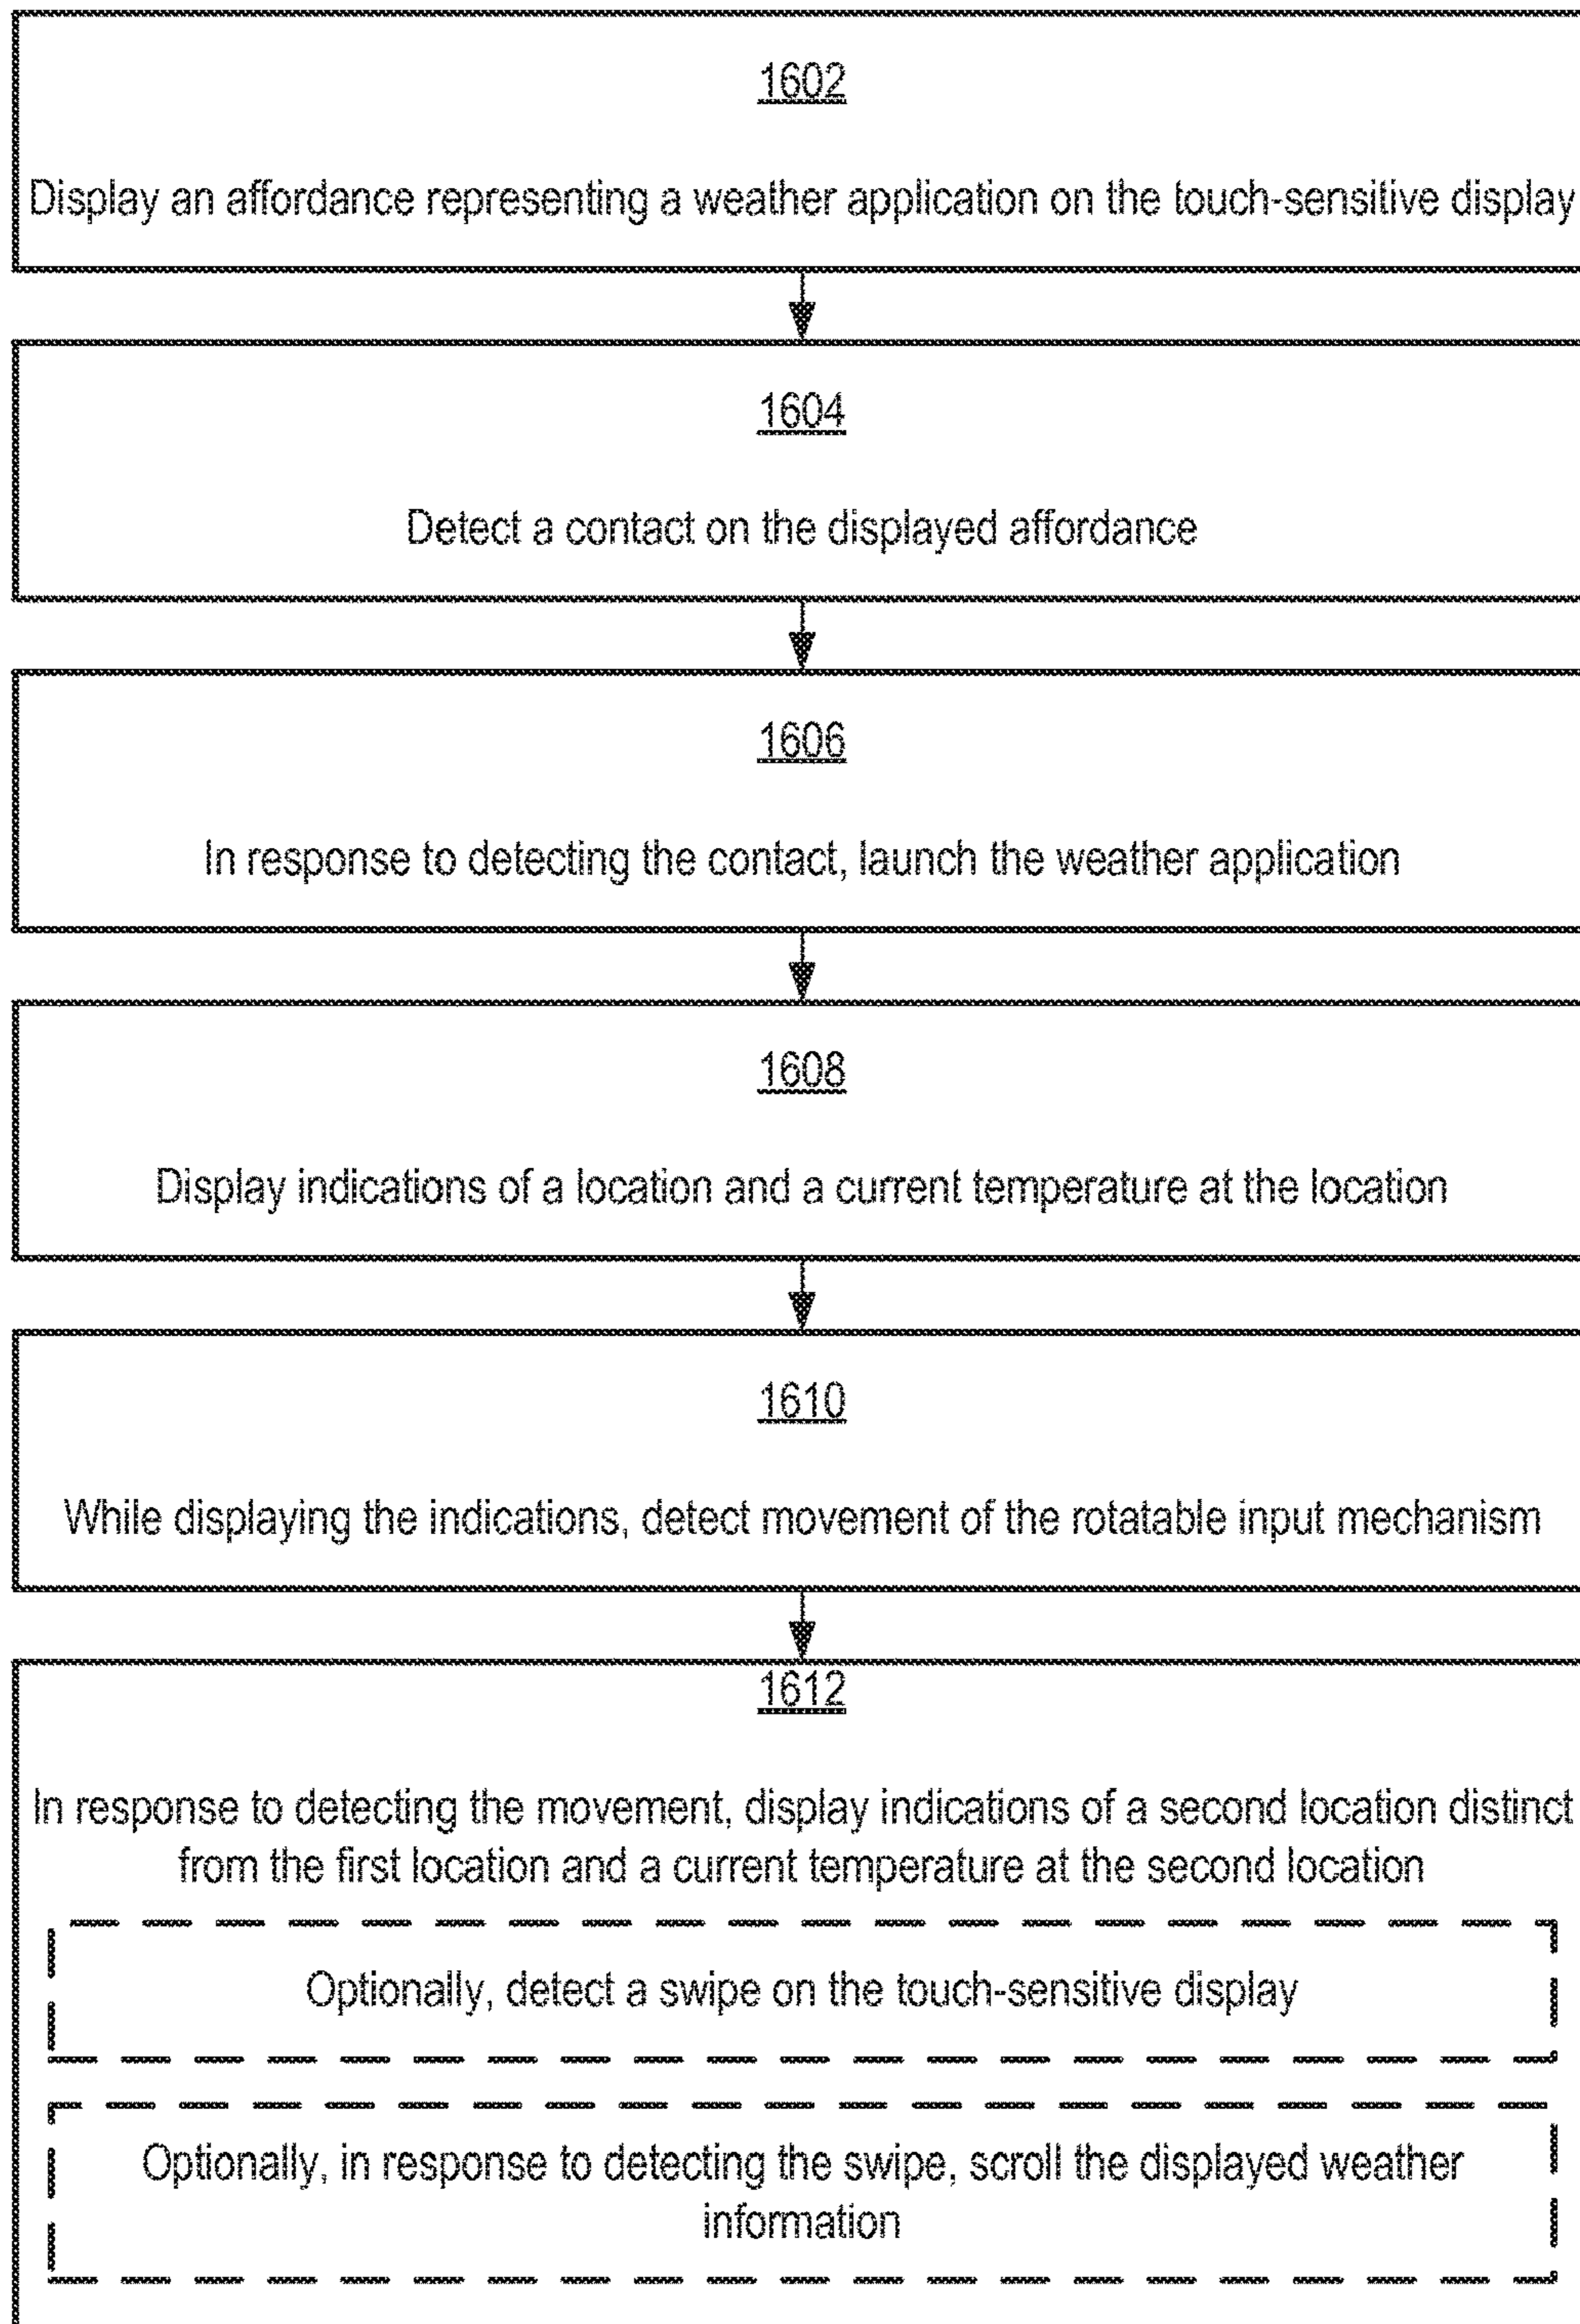 1602
Display an affordance representing a weather application on the touch-sensitive display
1604
Detect a contact on the displayed affordance
1606
In response to detecting the contact, launch the weather application
1608
Display indications of a location and a current temperature at the location
1610
While displaying the indications, detect movement of the rotatable input mechanism
1612
In response to detecting the movement, display indications of a second location distinct
from the first location and a current temperature at the second location
Optionally, detect a swipe on the touch-sensitive display
Optionally, in response to detecting the swipe, scroll the displayed weather
information